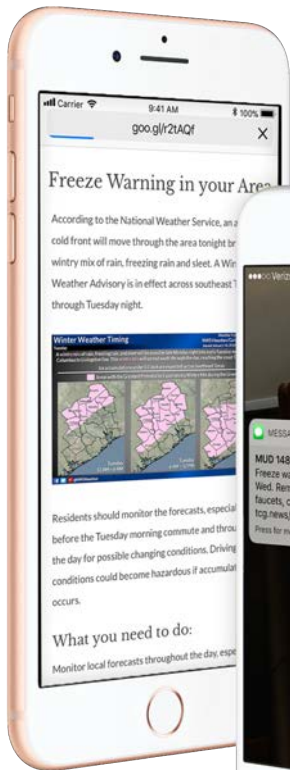 Carrier
9:41 AM
100%
goo.gl/r2tAQf
X
Freeze Warning in your Area
According to the National Weather Service, an a
cold front will move through the area tonight br
wintry mix of rain, freezing rain and sleet. A Win
Weather Advisory is in effect across southeast T
through Tuesday night.
Winter Weather Timing
Tuesday
Tuesday
Tuesday
Residents should monitor the forecasts, especial
before the Tuesday morning commute and throu
the day for possible changing conditions. Driving
conditions could become hazardous if accumulat
occurs.
What you need to do:
Monitor local forecasts throughout the day, espe
Verizo
MESSA
MUD 148
Freeze wa
Wed. Rem
faucets, c
tcg.news/
Press for mo